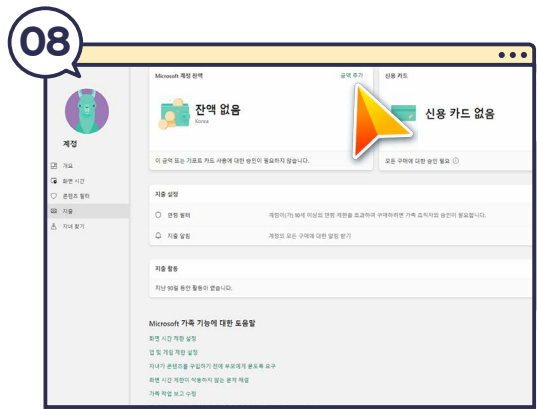 08
Microsoft 계정 잔액
금액 추가
신용 카드
잔액 없음
Korea
신용 카드 없음
계정
이 금액 또는 기프트 카드 사용에 대한 승인이 필요하지 않습니다.
모든 구매에 대한 승인 필요
개요
화면 시간
콘텐츠 필터
지출
자녀 찾기
지출 설정
연령 필터
계정이(가) 90세 이상의 연령 제한을 초과하여 구매하려면 가족 조직자의 승인이 필요합니다.
지출 알림
계정의 모든 구매에 대한 알림 받기
지출 활동
지난 90일 동안 활동이 없습니다.
Microsoft 가족 기능에 대한 도움말
화면 시간 제한 설정
앱 및 게임 제한 설정
자녀가 콘텐츠를 구입하기 전에 부모에게 묻도록 요구
화면 시간 제한이 작동하지 않는 문제 해결
가족 작업 보고 수정